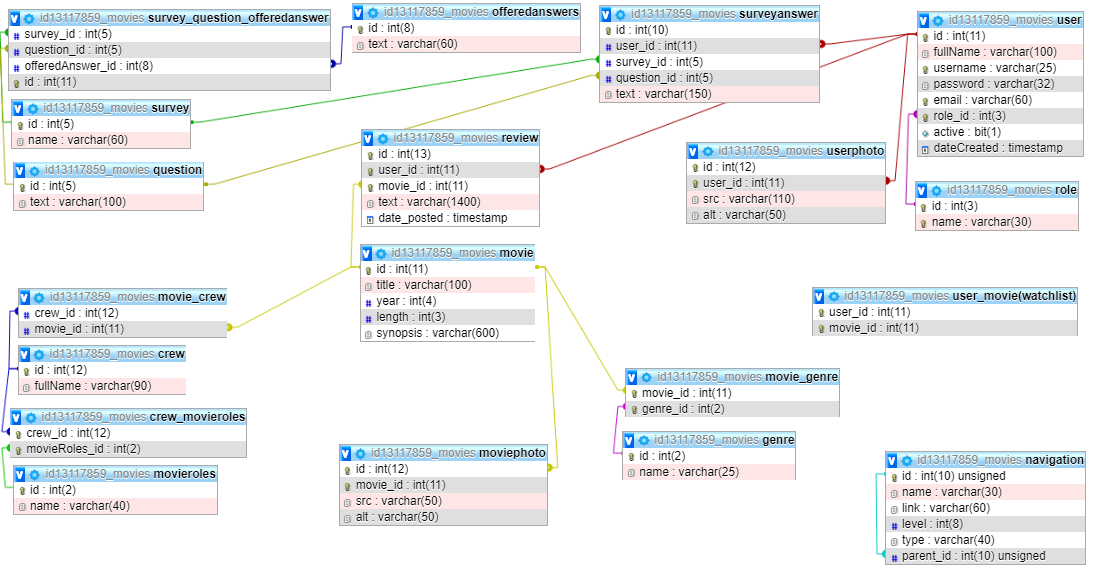 id13117859_movies survey_question_offeredanswer
survey_id : int(5)
question_id : int(5)
offeredAnswer_id : int(8)
id : int(11)
id13117859_movies offeredanswers
id : int(8)
text : varchar(60)
id13117859_movies surveyanswer
id : int(10)
user_id : int(11)
survey_id : int(5)
question_id : int(5)
text : varchar(150)
id13117859_movies user
id : int(11)
fullName : varchar(100)
username : varchar(25)
password : varchar(32)
email : varchar(60)
role_id : int(3)
active : bit(1)
dateCreated : timestamp
id13117859_movies survey
id : int(5)
name : varchar(60)
id13117859_movies question
id : int(5)
text : varchar(100)
id13117859_movies review
id : int(13)
user_id : int(11)
movie_id : int(11)
text : varchar(1400)
date_posted : timestamp
id13117859_movies userphoto
id : int(12)
user_id : int(11)
src : varchar(110)
alt : varchar(50)
id13117859_movies role
id : int(3)
name : varchar(30)
id13117859_movies movie
id : int(11)
title : varchar(100)
year : int(4)
length : int(3)
synopsis : varchar(600)
id13117859_movies movie_crew
crew_id : int(12)
movie_id : int(11)
id13117859_movies user_movie(watchlist)
user_id : int(11)
movie_id : int(11)
id13117859_movies crew
id : int(12)
fullName : varchar(90)
id13117859_movies movie_genre
movie_id : int(11)
genre_id : int(2)
id13117859_movies crew_movieroles
crew_id : int(12)
movieRoles_id : int(2)
id13117859_movies genre
id : int(2)
name : varchar(25)
id13117859_movies movieroles
id : int(2)
name : varchar(40)
id13117859_movies moviephoto
id : int(12)
movie_id : int(11)
src : varchar(50)
alt : varchar(50)
id13117859_movies navigation
id : int(10) unsigned
name : varchar(30)
link : varchar(60)
level : int(8)
type : varchar(40)
parent_id : int(10) unsigned